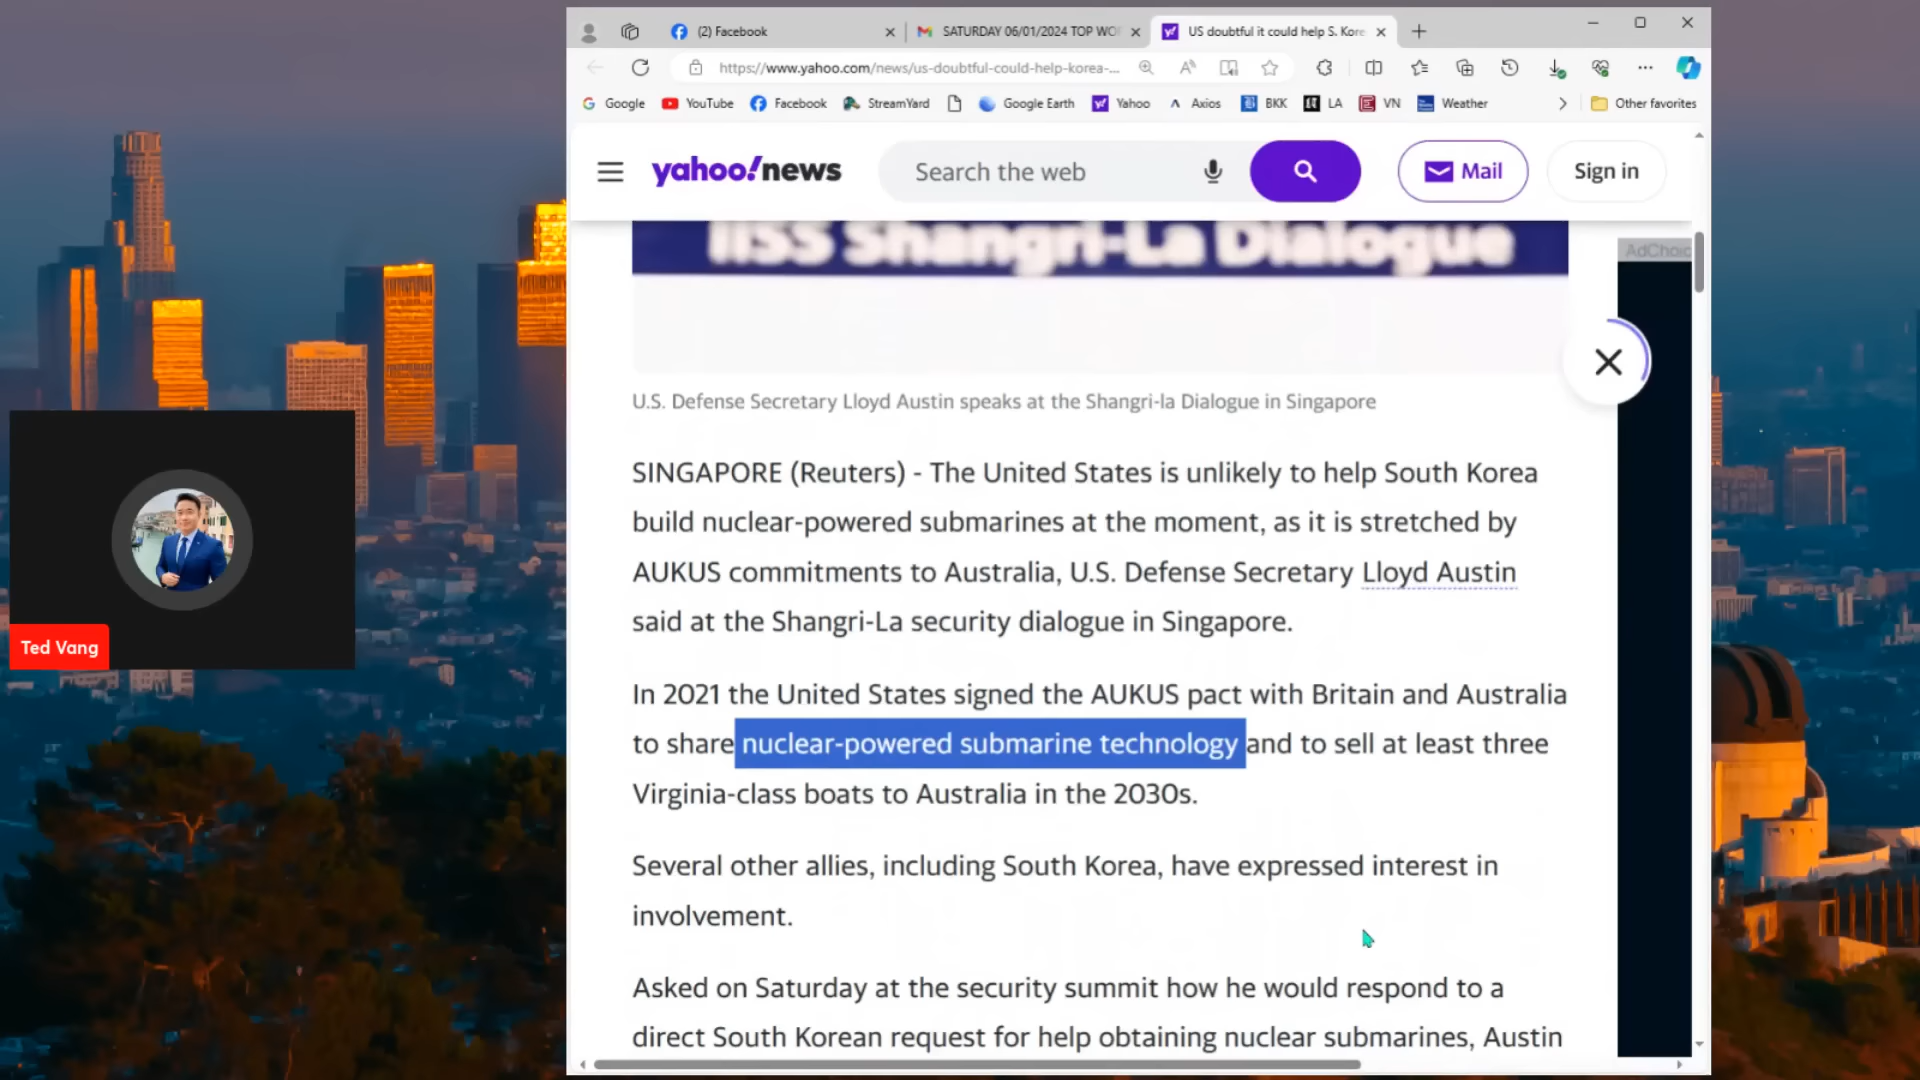 (2) Facebook
SATURDAY 06/01/2024 TOP WO
US doubtful it could help S. Kore
https://www.yahoo.com/news/us-doubtful-could-help-korea-...
Google
YouTube
Facebook
StreamYard
Google Earth
Yahoo
Axios
BKK
LA
VN
Weather
Other favorites
yahoo!news
Search the web
Mail
Sign in
IISS Shangri-La Dialogue
AdChoic
U.S. Defense Secretary Lloyd Austin speaks at the Shangri-la Dialogue in Singapore
SINGAPORE (Reuters) - The United States is unlikely to help South Korea
build nuclear-powered submarines at the moment, as it is stretched by
AUKUS commitments to Australia, U.S. Defense Secretary Lloyd Austin
said at the Shangri-La security dialogue in Singapore.
In 2021 the United States signed the AUKUS pact with Britain and Australia
to share nuclear-powered submarine technology and to sell at least three
Virginia-class boats to Australia in the 2030s.
Several other allies, including South Korea, have expressed interest in
involvement.
Asked on Saturday at the security summit how he would respond to a
direct South Korean request for help obtaining nuclear submarines, Austin
Ted Vang